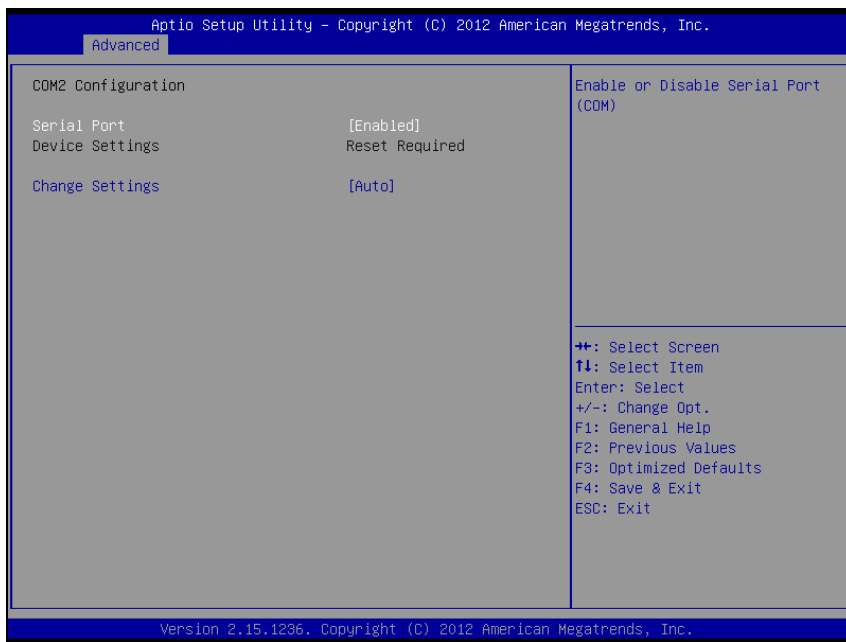 Aptio Setup Utility – Copyright (C) 2012 American Megatrends, Inc.
Advanced
COM2 Configuration
Serial Port [Enabled]
Device Settings Reset Required
Change Settings [Auto]
Enable or Disable Serial Port
(COM)
→←: Select Screen
↑↓: Select Item
Enter: Select
+/-: Change Opt.
F1: General Help
F2: Previous Values
F3: Optimized Defaults
F4: Save & Exit
ESC: Exit
Version 2.15.1236. Copyright (C) 2012 American Megatrends, Inc.